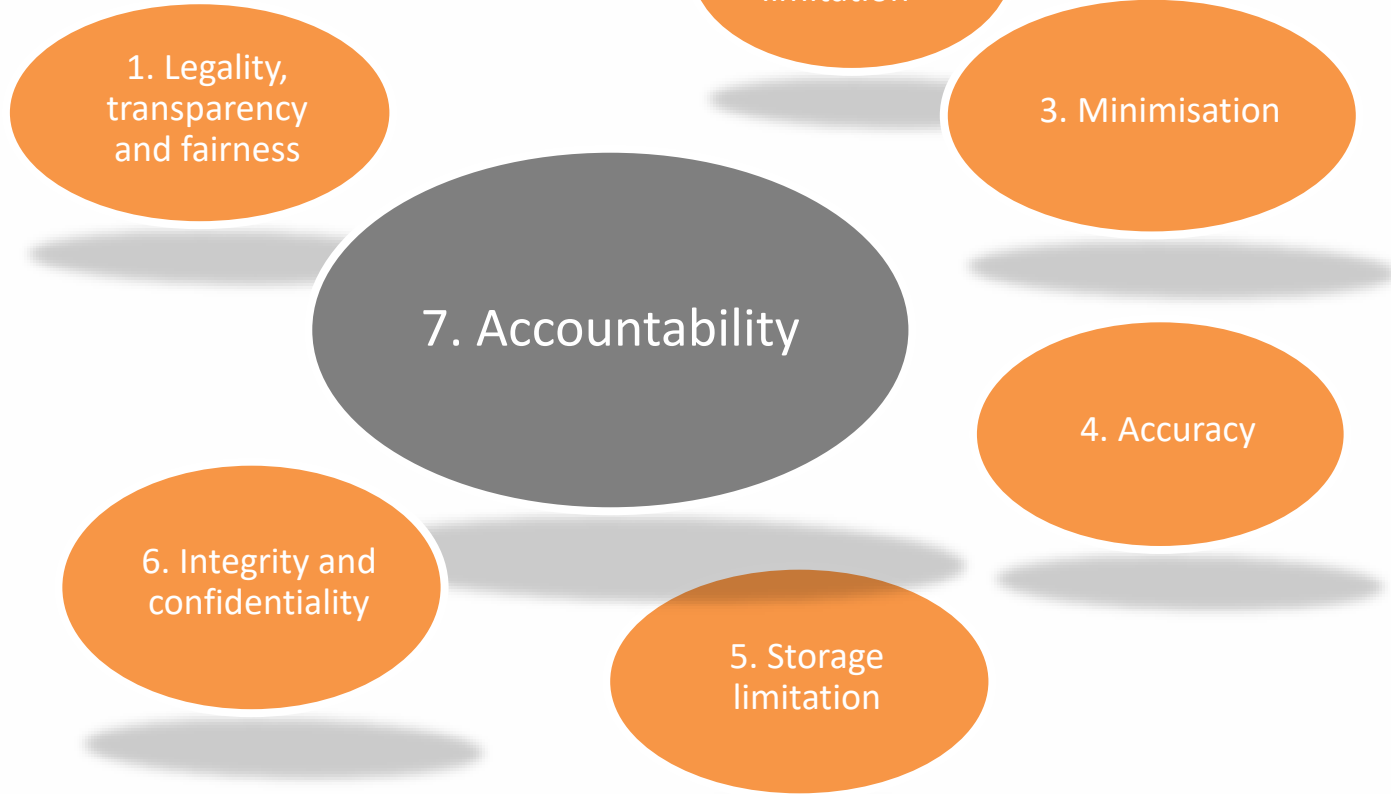 1. Legality,
transparency
and fairness
3. Minimisation
7. Accountability
4. Accuracy
6. Integrity and
confidentiality
5. Storage
limitation